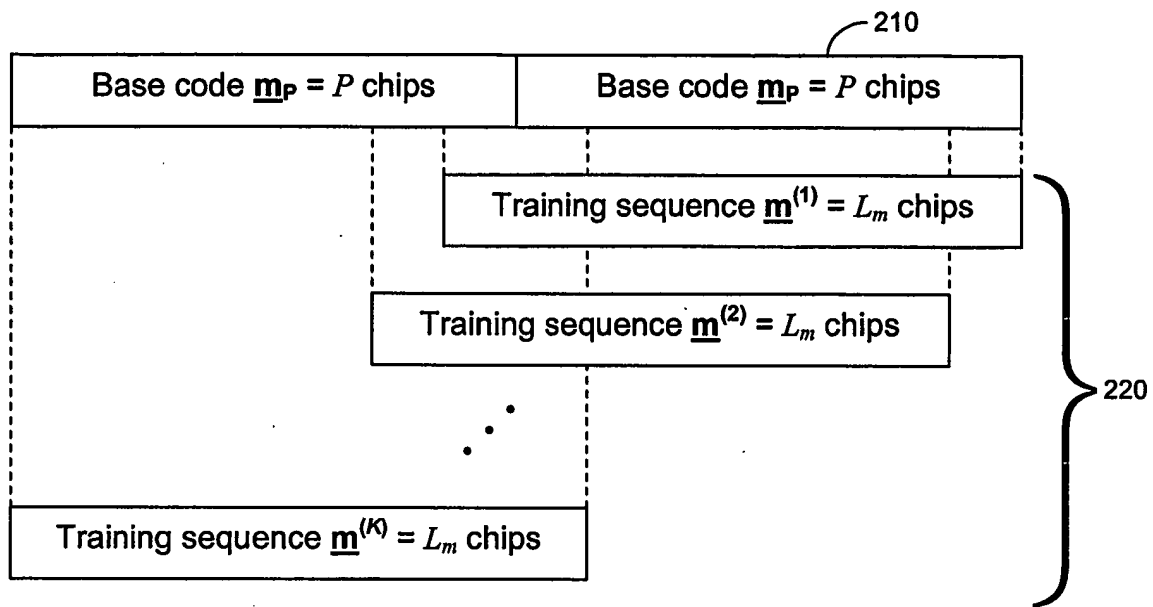 210
Base code m_P = P chips
Base code m_P = P chips
Training sequence m^(1) = L_m chips
Training sequence m^(2) = L_m chips
220
Training sequence m^(K) = L_m chips